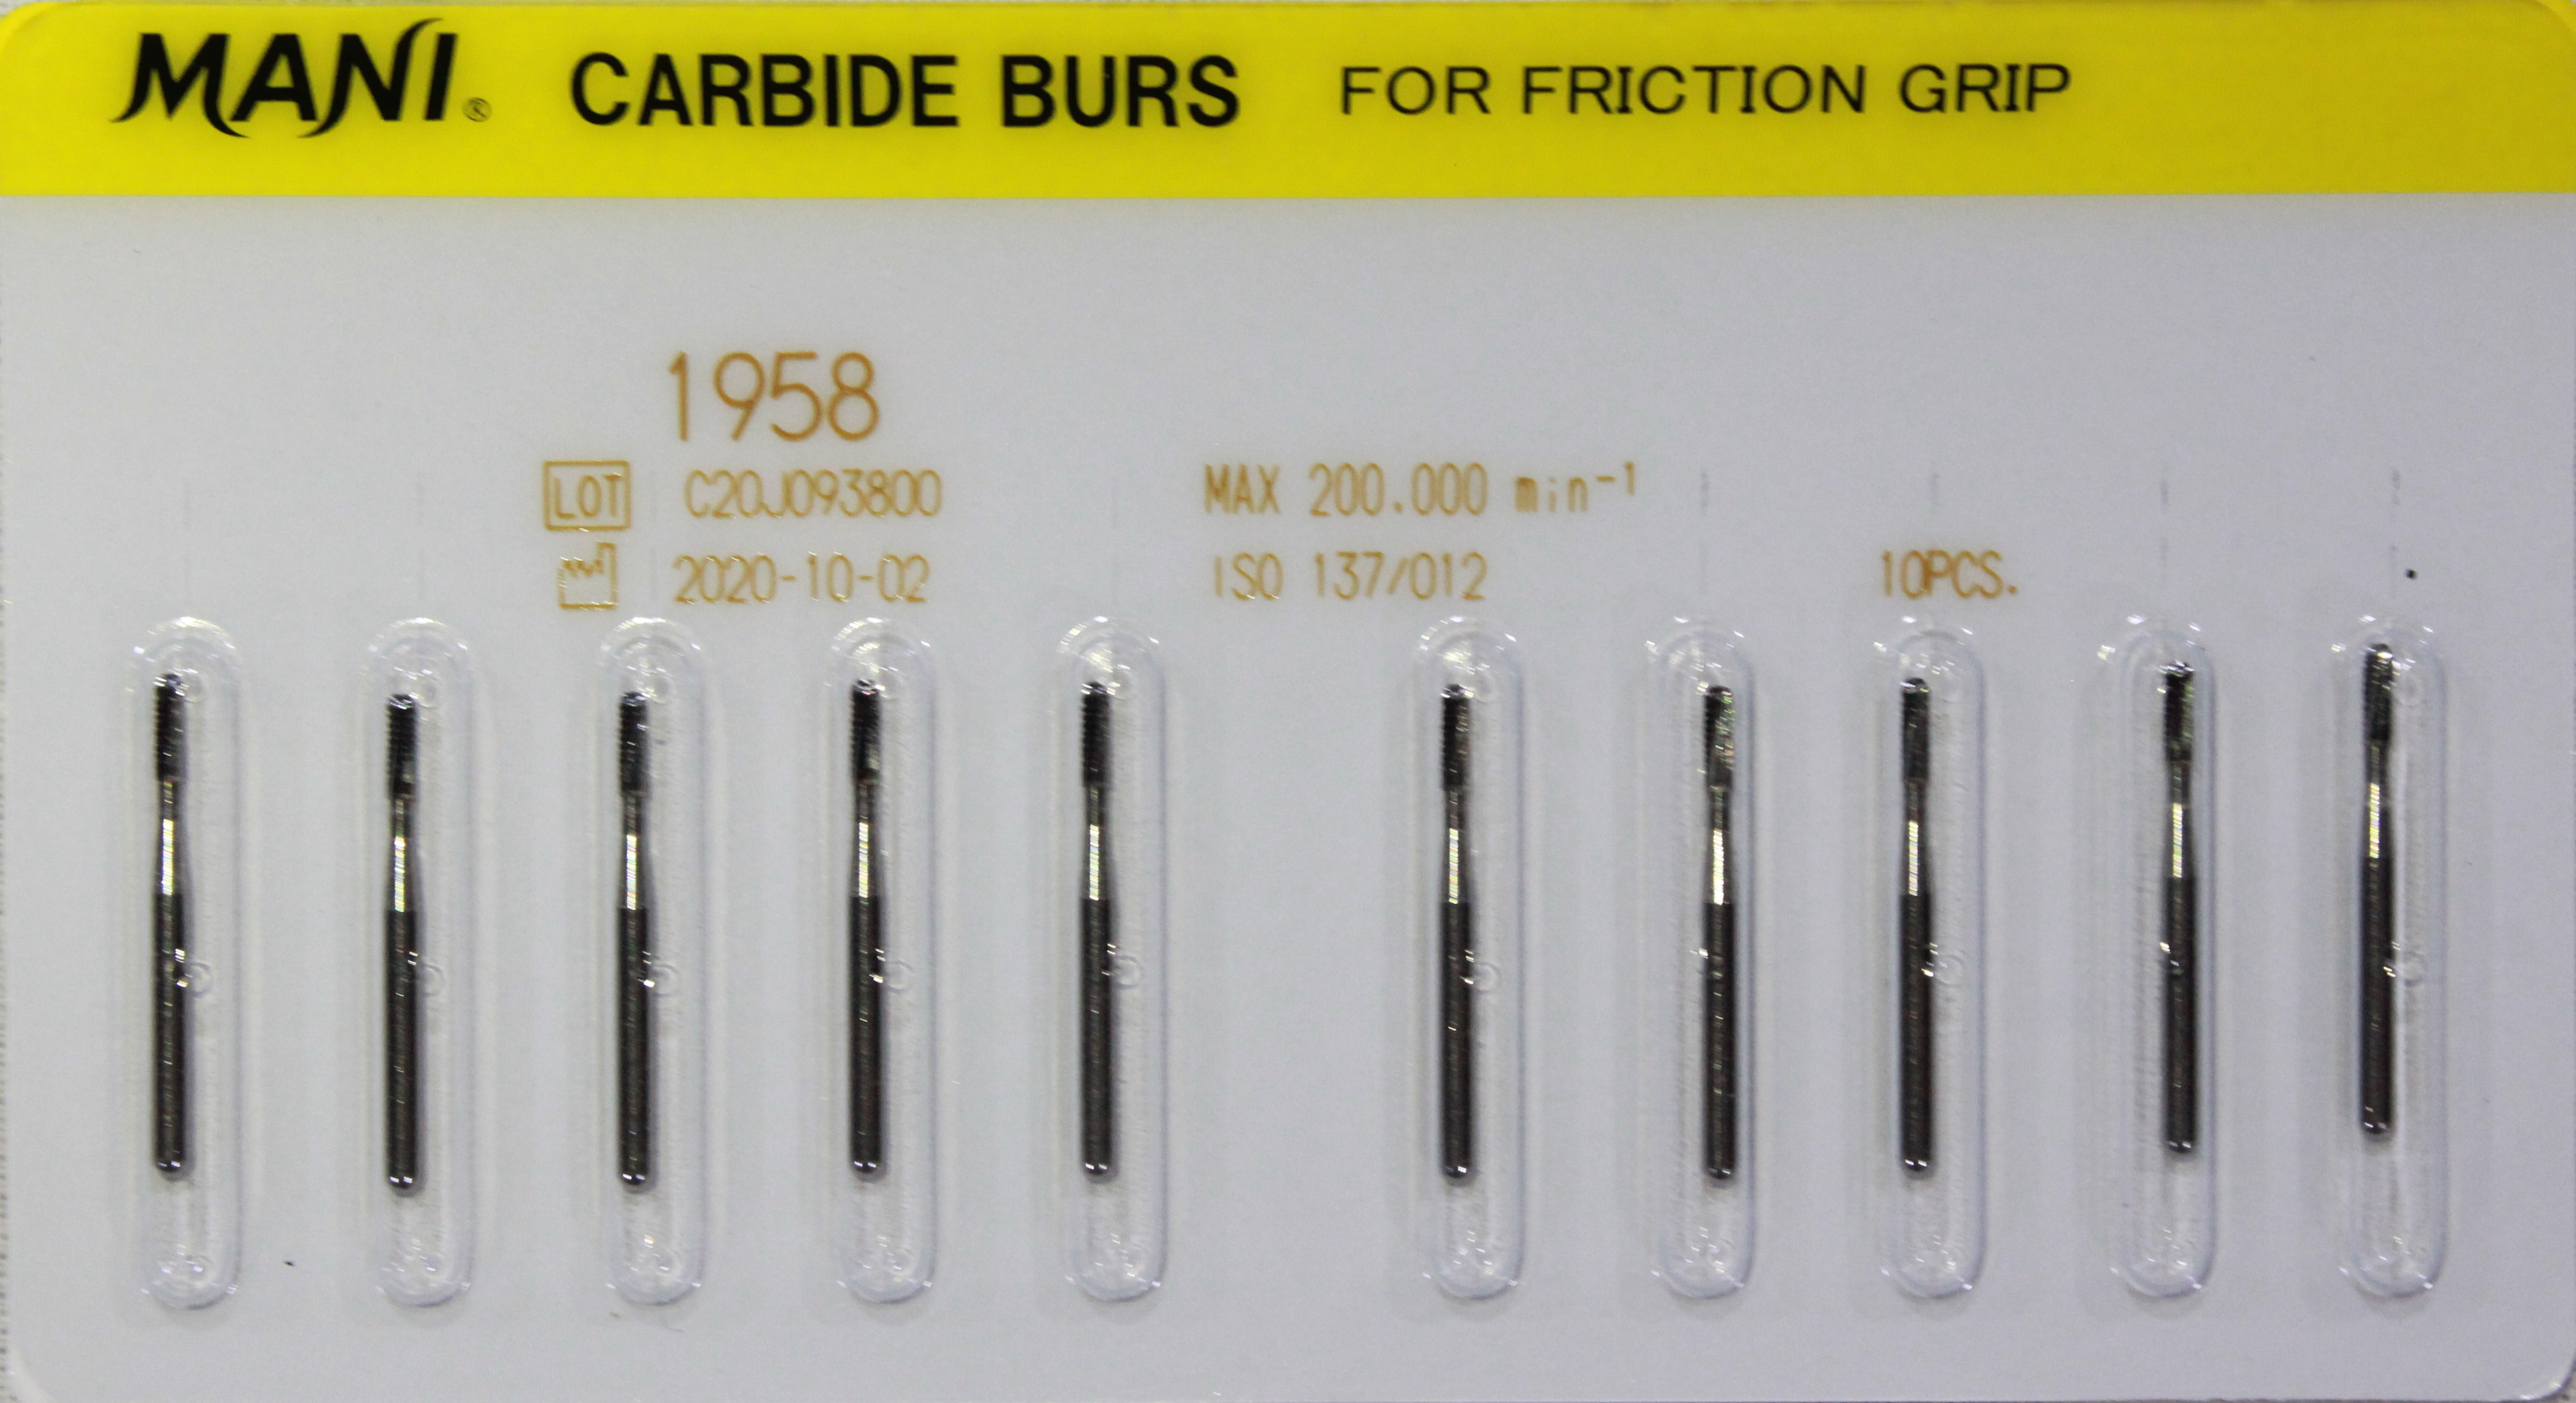 MANI® CARBIDE BURS FOR FRICTION GRIP
1958
LOT C20J093800 MAX 200.000 min⁻¹
2020-10-02 ISO 137/012 10PCS.